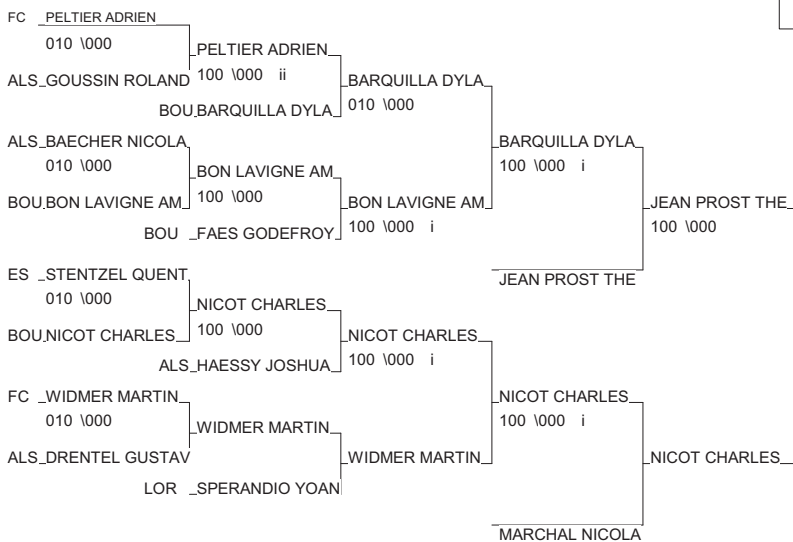 FC PELTIER ADRIEN
010 \000
PELTIER ADRIEN
ALS GOUSSIN ROLAND
100 \000 ii
BARQUILLA DYLA
BOU BARQUILLA DYLA
010 \000
ALS BAECHER NICOLA
BARQUILLA DYLA
010 \000
100 \000 i
BON LAVIGNE AM
BOU BON LAVIGNE AM
100 \000
BON LAVIGNE AM
JEAN PROST THE
BOU FAES GODEFROY
100 \000 i
100 \000
ES STENTZEL QUENT
JEAN PROST THE
010 \000
NICOT CHARLES
BOU NICOT CHARLES
100 \000
NICOT CHARLES
ALS HAESSY JOSHUA
100 \000 i
FC WIDMER MARTIN
NICOT CHARLES
010 \000
100 \000 i
WIDMER MARTIN
ALS DRENTEL GUSTAV
WIDMER MARTIN
NICOT CHARLES
LOR SPERANDIO YOAN
MARCHAL NICOLA